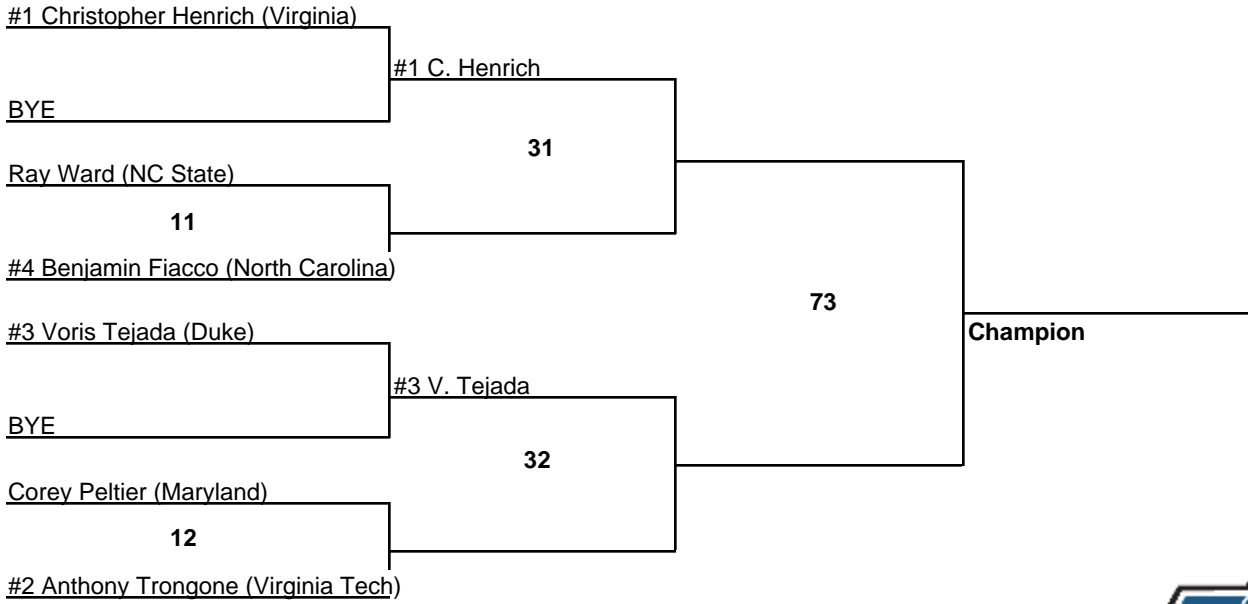 #1 Christopher Henrich (Virginia)
#1 C. Henrich
BYE
31
Ray Ward (NC State)
11
#4 Benjamin Fiacco (North Carolina)
73
#3 Voris Tejada (Duke)
Champion
#3 V. Tejada
BYE
32
Corey Peltier (Maryland)
12
#2 Anthony Trongone (Virginia Tech)